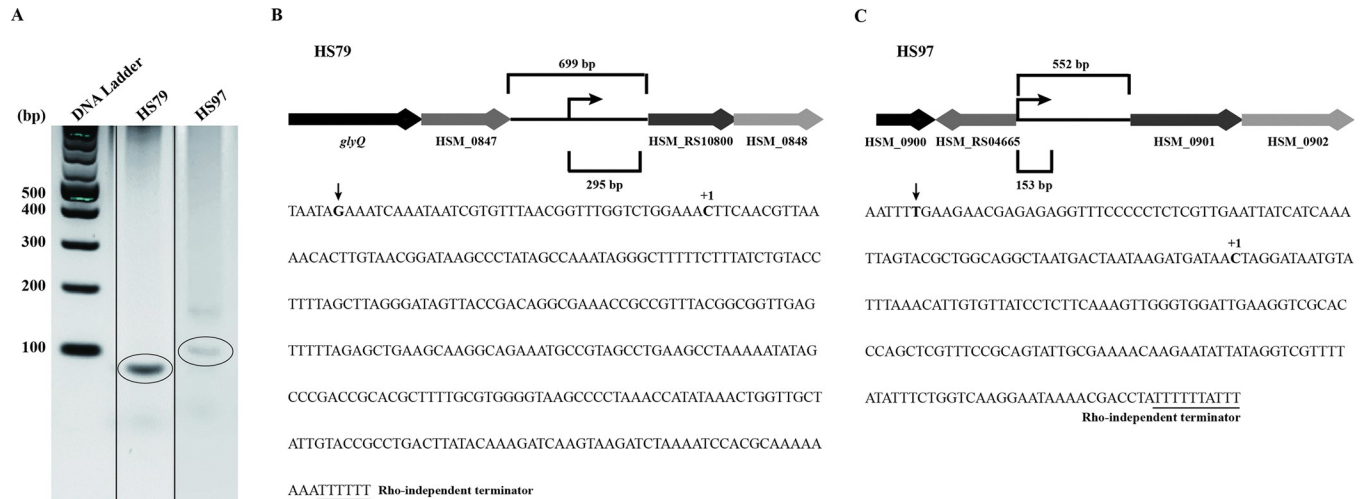 A
DNA Ladder
HS79
HS97
(bp)
500
400
300
200
100
B
HS79
699 bp
glyQ
HSM_0847
HSM_RS10800
HSM_0848
295 bp
+1
TAATAGAAATCAAATAATCGTGTTTAACGGTTTGGTCTGGAAACTTCAACGTTAA
AACACTTGTAACGGATAAGCCCTATAGCCAAATAGGGCTTTTTCTTTATCTGTACC
TTTTAGCTTAGGGATAGTTACCGACAGGCGAAACCGCCGTTTACGGCGGTTGAG
TTTTTAGAGCTGAAGCAAGGCAGAAATGCCGTAGCCTGAAGCCTAAAAATATAG
CCCGACCGCACGCTTTTGCGTGGGGTAAGCCCCTAAACCATATAAACTGGTTGCT
ATTGTACCGCCTGACTTATACAAAGATCAAGTAAGATCTAAAATCCACGCAAAAA
AAATTTTTT Rho-independent terminator
C
HS97
552 bp
HSM_0900
HSM_RS04665
HSM_0901
HSM_0902
153 bp
AATTTTGAAGAACGAGAGAGGTTTCCCCCTCTCGTTGAATTATCATCAAA
+1
TTAGTACGCTGGCAGGCTAATGACTAATAAGATGATAACTAGGATAATGTA
TTTAAACATTGTGTTATCCTCTTCAAAGTTGGGTGGATTGAAGGTCGCAC
CCAGCTCGTTTCCGCAGTATTGCGAAAACAAGAATATTATAGGTCGTTTT
ATATTTCTGGTCAAGGAATAAAACGACCTATTTTTTATTT
Rho-independent terminator